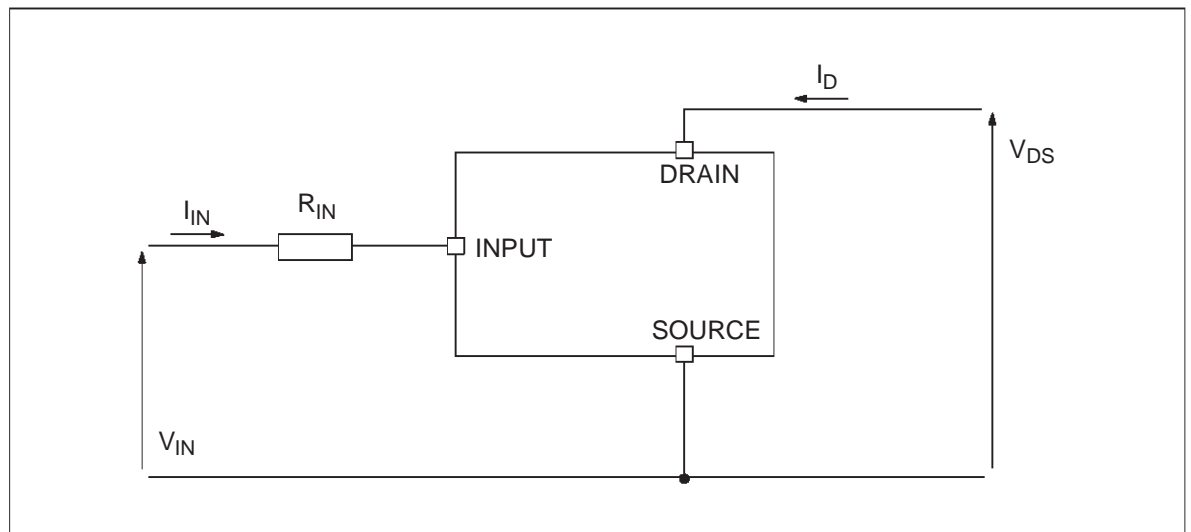 I_D
V_DS
DRAIN
I_IN
R_IN
INPUT
SOURCE
V_IN